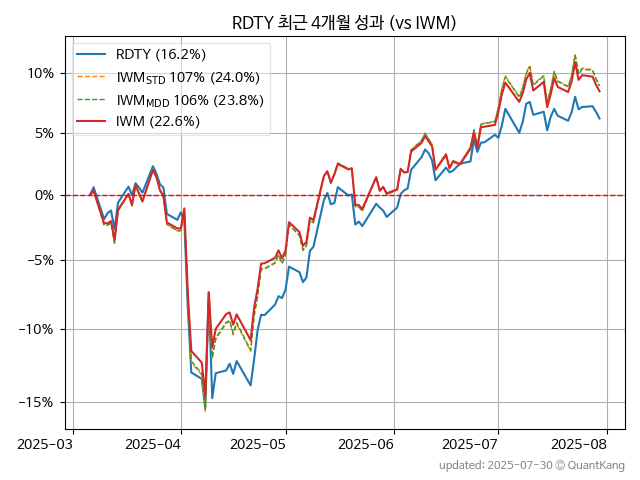 RDTY 최근 4개월 성과 (vs IWM)
RDTY (16.2%)
IWM_STD 107% (24.0%)
IWM_MDD 106% (23.8%)
IWM (22.6%)
10%
5%
0%
−5%
−10%
−15%
2025−03 2025−04 2025−05 2025−06 2025−07 2025−08
updated: 2025-07-30 © QuantKang